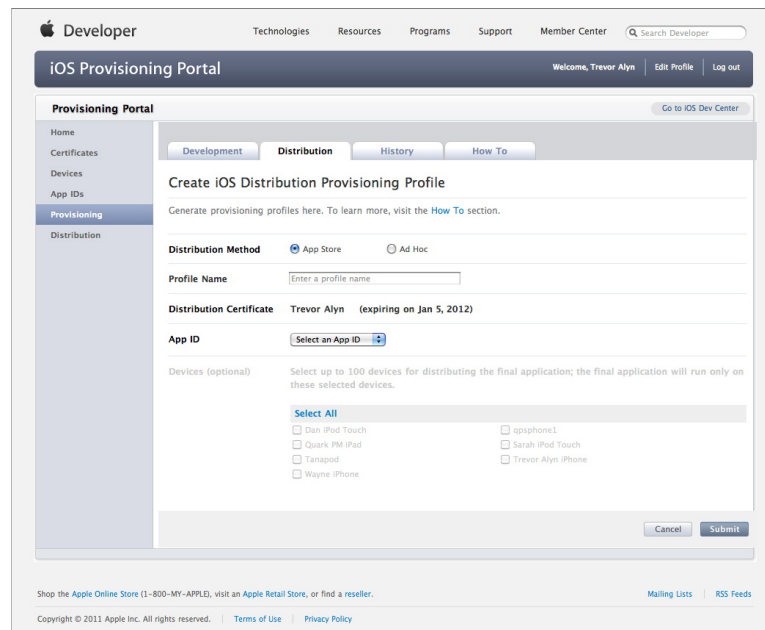 Developer
Technologies Resources Programs Support Member Center Search Developer
iOS Provisioning Portal
Welcome, Trevor Alyn Edit Profile Log out
Provisioning Portal
Go to iOS Dev Center
Home
Certificates
Devices
App IDs
Provisioning
Distribution
Development Distribution History How To
Create iOS Distribution Provisioning Profile
Generate provisioning profiles here. To learn more, visit the How To section.
Distribution Method App Store Ad Hoc
Profile Name Enter a profile name
Distribution Certificate Trevor Alyn (expiring on Jan 5, 2012)
App ID Select an App ID
Devices (optional) Select up to 100 devices for distributing the final application; the final application will run only on
these selected devices.
Select All
Dan iPod Touch qpsphone1
Quark PM iPad Sarah iPod Touch
Tanapod Trevor Alyn iPhone
Wayne iPhone
Cancel Submit
Shop the Apple Online Store (1-800-MY-APPLE), visit an Apple Retail Store, or find a reseller.
Mailing Lists RSS Feeds
Copyright © 2011 Apple Inc. All rights reserved. Terms of Use Privacy Policy